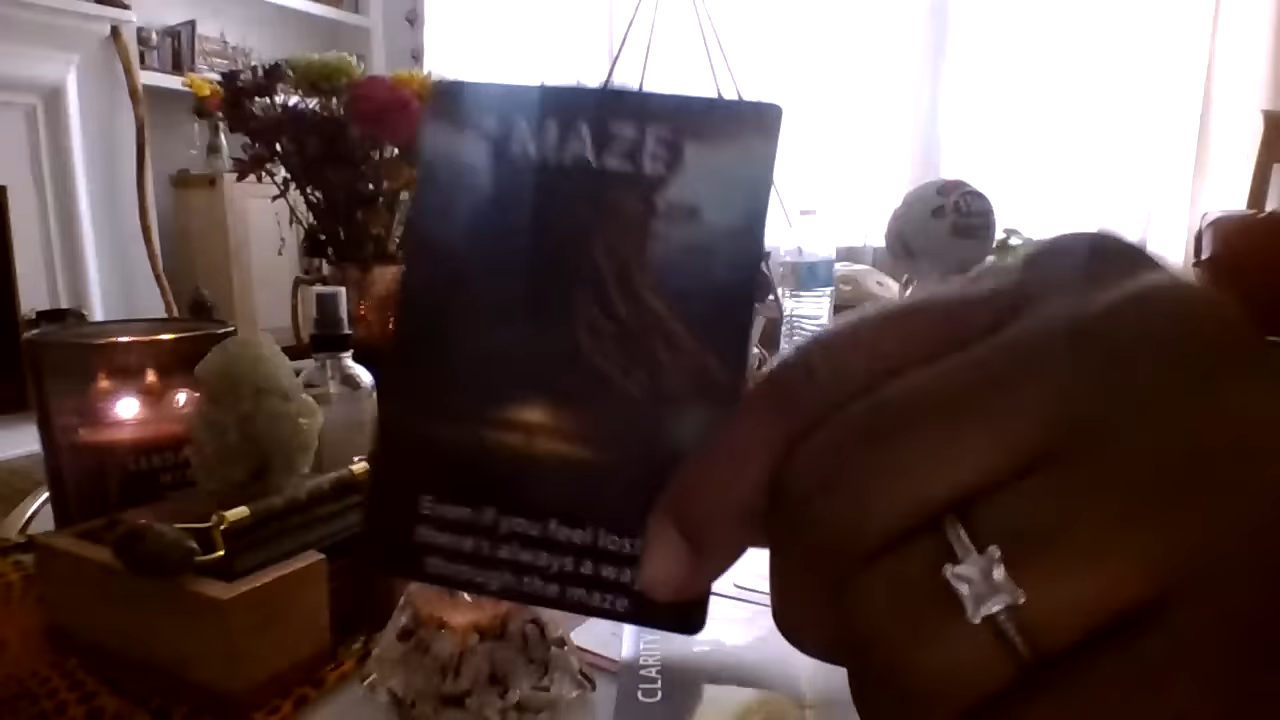 MAZE
Even if you feel lost
there's always a way
through the maze
CLARITY